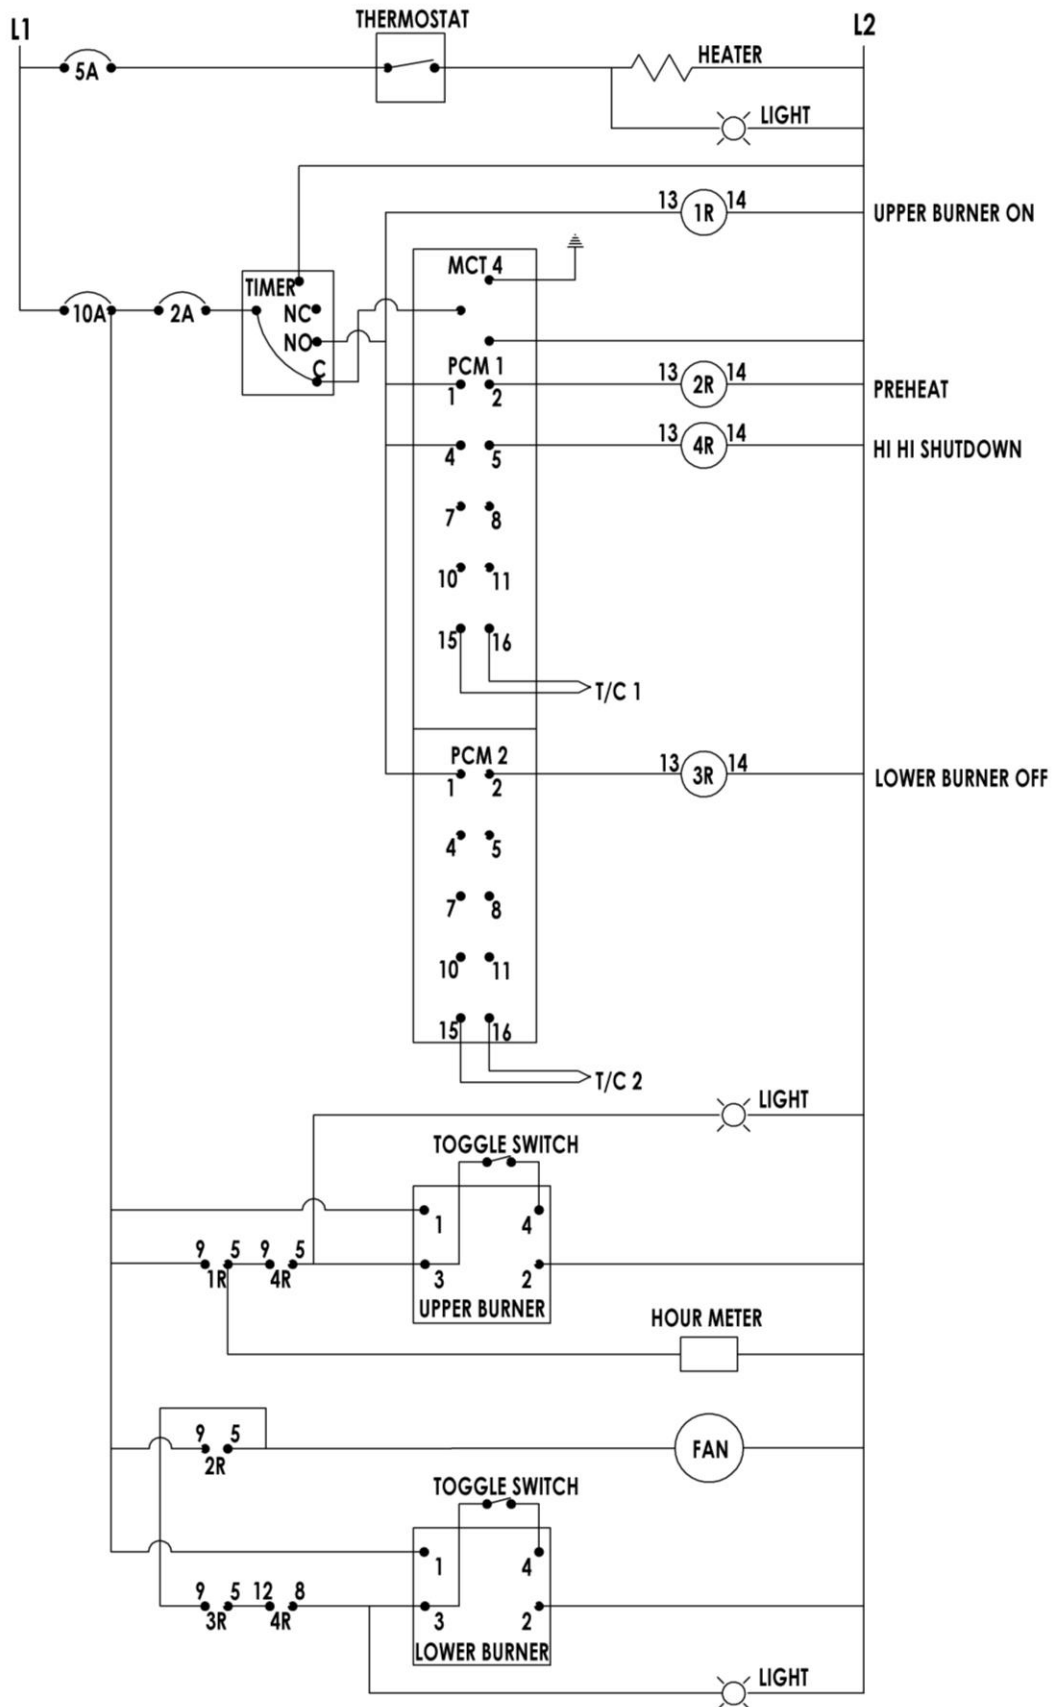 L1
THERMOSTAT
L2
5A
HEATER
LIGHT
13 1R 14 UPPER BURNER ON
MCT 4
TIMER
10A 2A NC
NO
C
PCM 1
1 2 13 2R 14 PREHEAT
4 5 13 4R 14 HI HI SHUTDOWN
7 8
10 11
15 16
T/C 1
PCM 2
1 2 13 3R 14 LOWER BURNER OFF
4 5
7 8
10 11
15 16
T/C 2
LIGHT
TOGGLE SWITCH
1 4
9 5 9 5
1R 4R 3 2
UPPER BURNER
HOUR METER
9 5
2R
FAN
TOGGLE SWITCH
1 4
9 5 12 8
3R 4R 3 2
LOWER BURNER
LIGHT